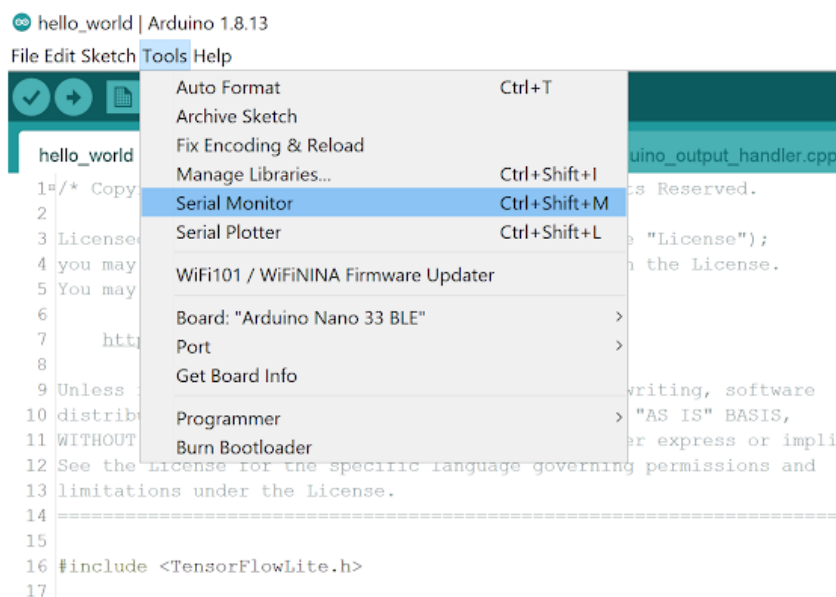 hello_world | Arduino 1.8.13
File Edit Sketch Tools Help
Auto Format Ctrl+T
Archive Sketch
Fix Encoding & Reload
Manage Libraries... Ctrl+Shift+I
Serial Monitor Ctrl+Shift+M
Serial Plotter Ctrl+Shift+L
WiFi101 / WiFiNINA Firmware Updater
Board: "Arduino Nano 33 BLE"
Port
Get Board Info
Programmer
Burn Bootloader
hello_world uino_output_handler.cpp
1 /* Copy s Reserved.
2
3 License "License");
4 you may the License.
5 You may
6
7 http
8
9 Unless writing, software
10 distrib "AS IS" BASIS,
11 WITHOUT er express or impli
12 See the License for the specific language governing permissions and
13 limitations under the License.
14 ==============================================================================
15
16 #include <TensorFlowLite.h>
17